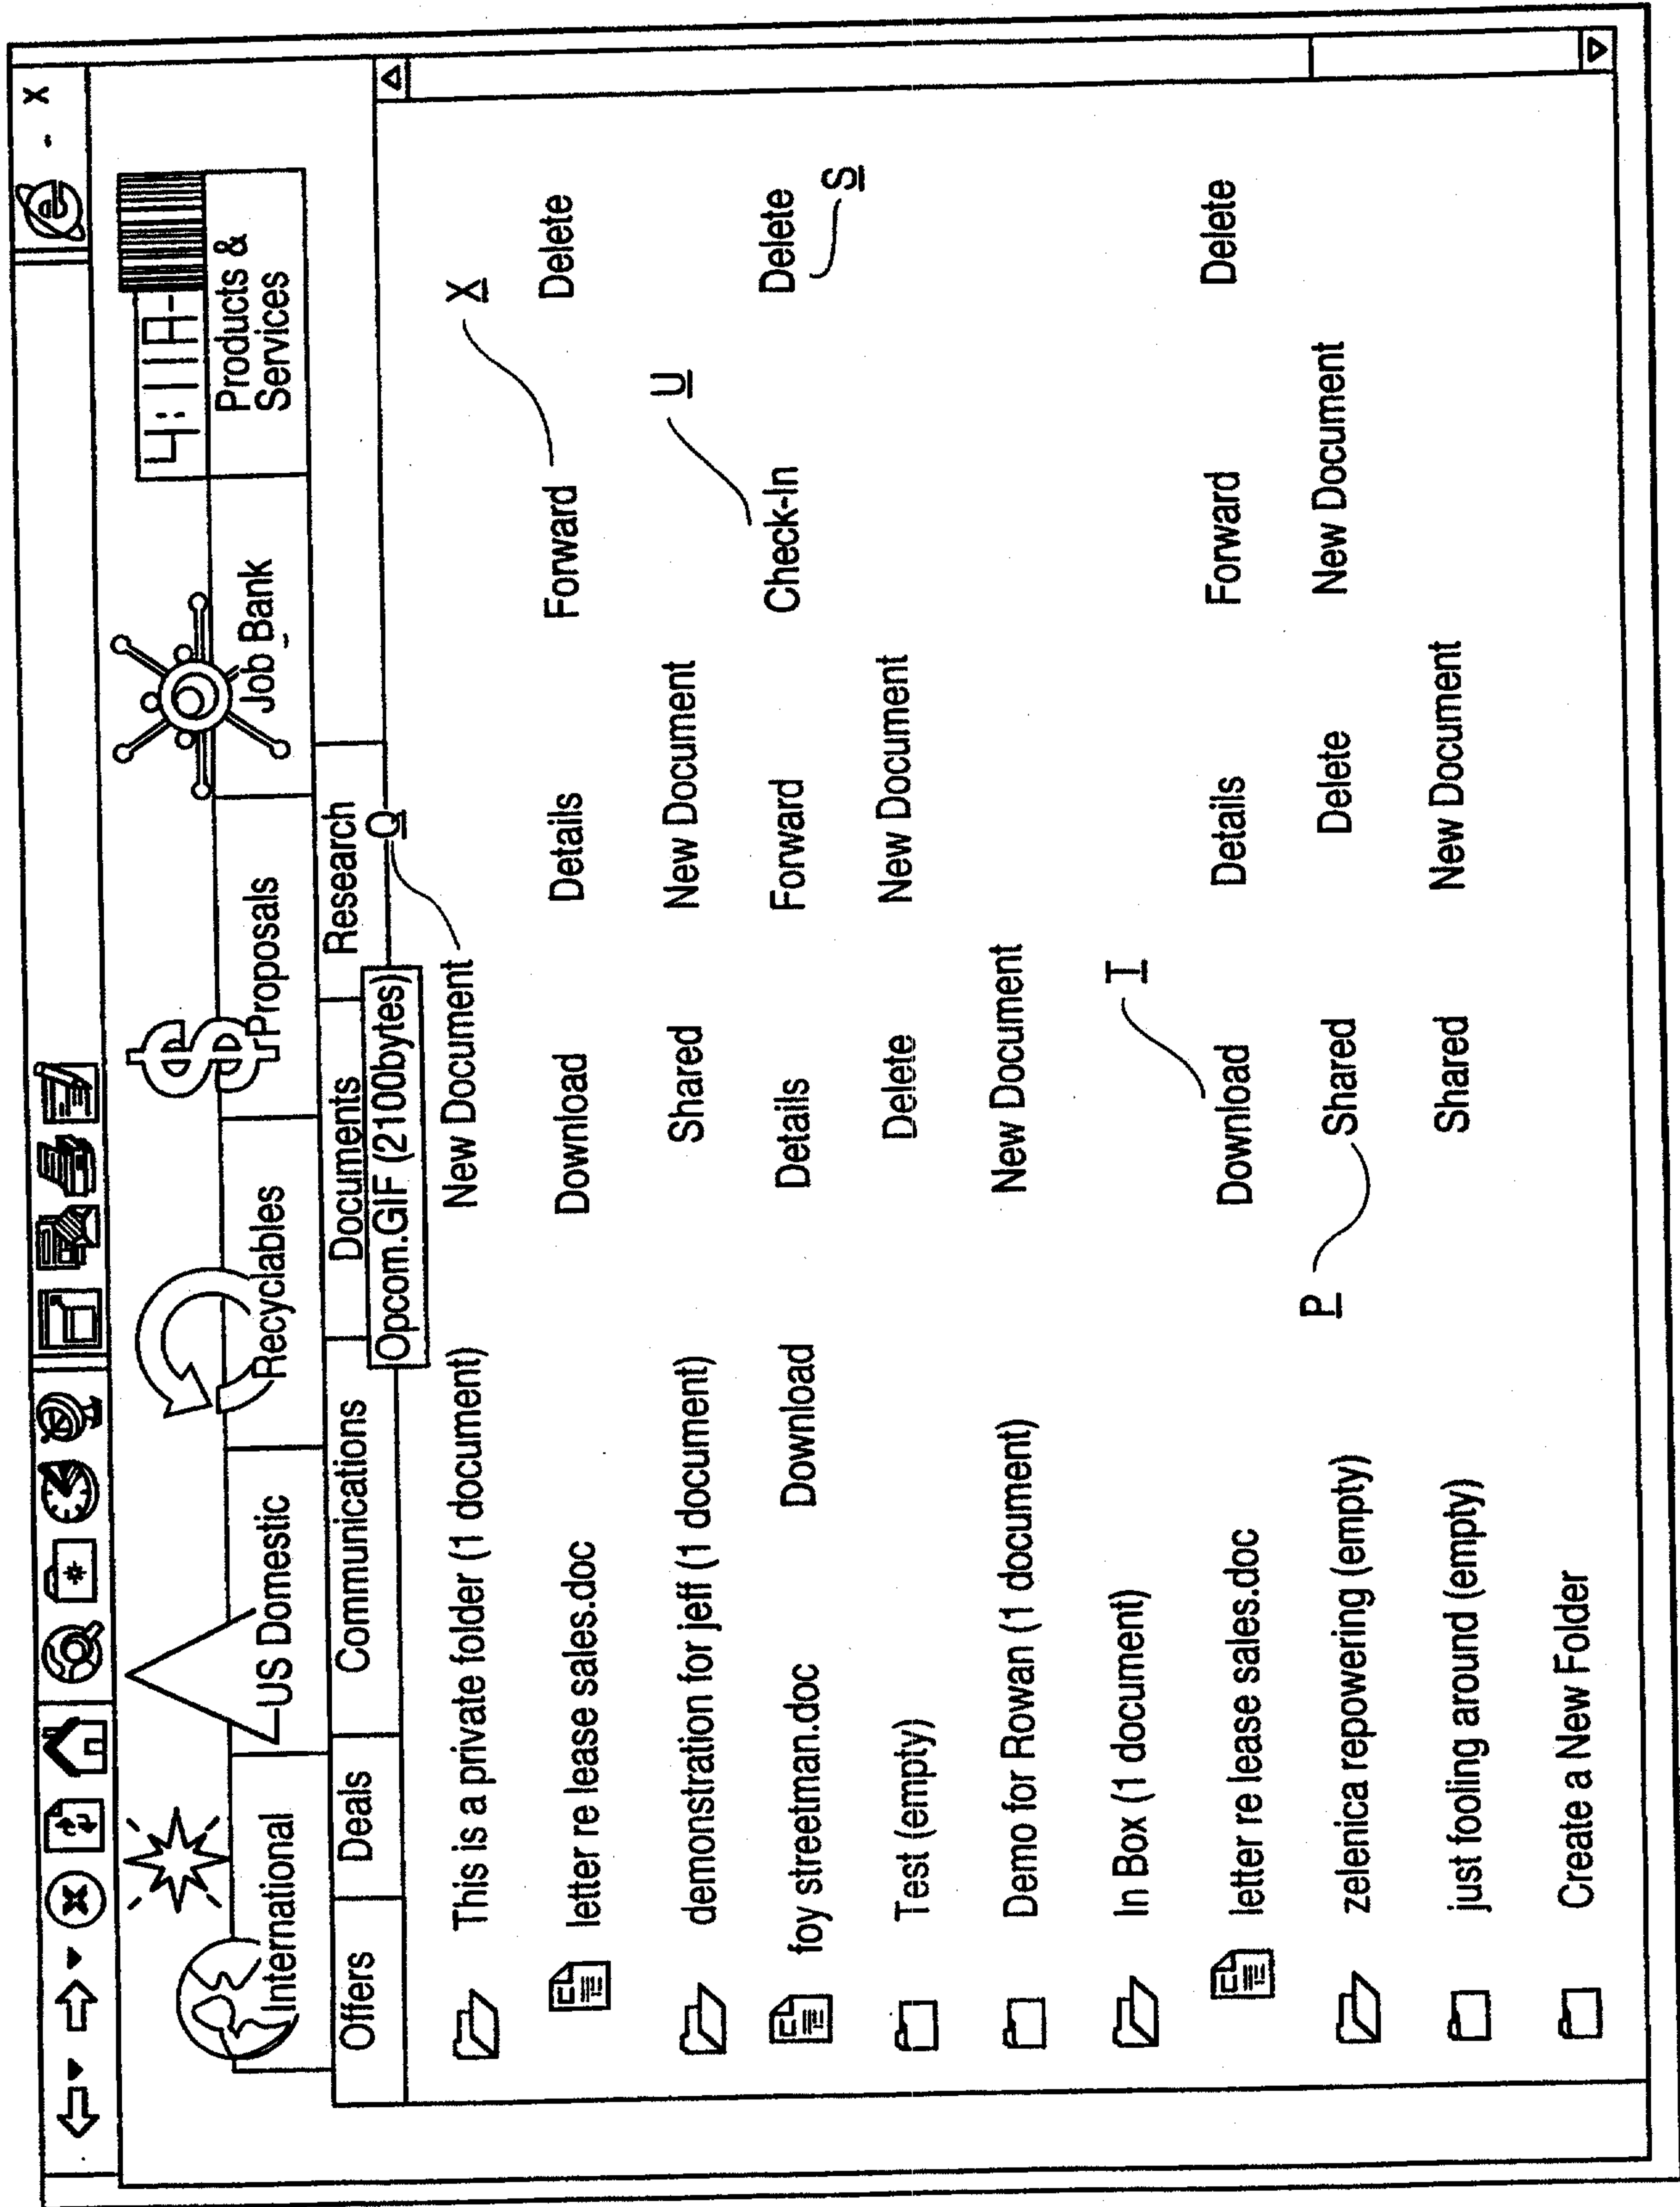 e - X
4:11A-
International US Domestic Recyclables Proposals Job Bank Products &
Services
Offers Deals Communications Documents Research
Opcom.GIF (2100bytes) Q
This is a private folder (1 document) New Document X
letter re lease sales.doc Download Details Forward Delete
demonstration for jeff (1 document) Shared New Document U
foy streetman.doc Download Details Forward Check-In Delete
S
Test (empty) Delete New Document
Demo for Rowan (1 document) New Document
In Box (1 document) T
letter re lease sales.doc Download Details Forward Delete
P
zelenica repowering (empty) Shared Delete New Document
just fooling around (empty) Shared New Document
Create a New Folder